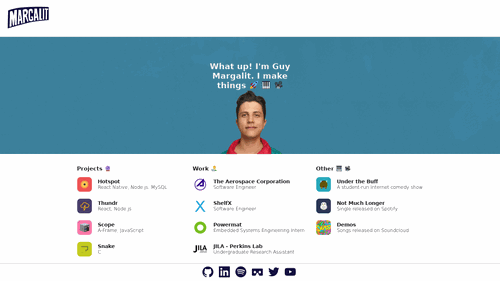 MARGALIT
What up! I'm Guy
Margalit. I make
things 🚀 🎹 📽
Projects 🔮
Hotspot
React Native, Node.js, MySQL
Thundr
React, Node.js
Scope
A-Frame, JavaScript
Snake
C
Work 👨‍💻
The Aerospace Corporation
Software Engineer
ShelfX
Software Engineer
Powermat
Embedded Systems Engineering Intern
JILA
JILA - Perkins Lab
Undergraduate Research Assistant
Other 🎹 📽
Under the Buff
A student run internet comedy show
Not Much Longer
Single released on Spotify
Demos
Songs released on Soundcloud